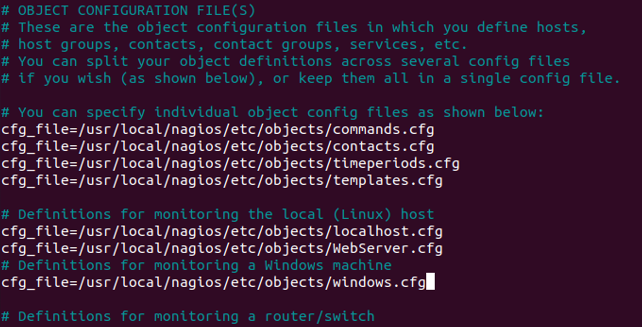 # OBJECT CONFIGURATION FILE(S)
# These are the object configuration files in which you define hosts,
# host groups, contacts, contact groups, services, etc.
# You can split your object definitions across several config files
# if you wish (as shown below), or keep them all in a single config file.
# You can specify individual object config files as shown below:
cfg_file=/usr/local/nagios/etc/objects/commands.cfg
cfg_file=/usr/local/nagios/etc/objects/contacts.cfg
cfg_file=/usr/local/nagios/etc/objects/timeperiods.cfg
cfg_file=/usr/local/nagios/etc/objects/templates.cfg
# Definitions for monitoring the local (Linux) host
cfg_file=/usr/local/nagios/etc/objects/localhost.cfg
cfg_file=/usr/local/nagios/etc/objects/WebServer.cfg
# Definitions for monitoring a Windows machine
cfg_file=/usr/local/nagios/etc/objects/windows.cfg
# Definitions for monitoring a router/switch